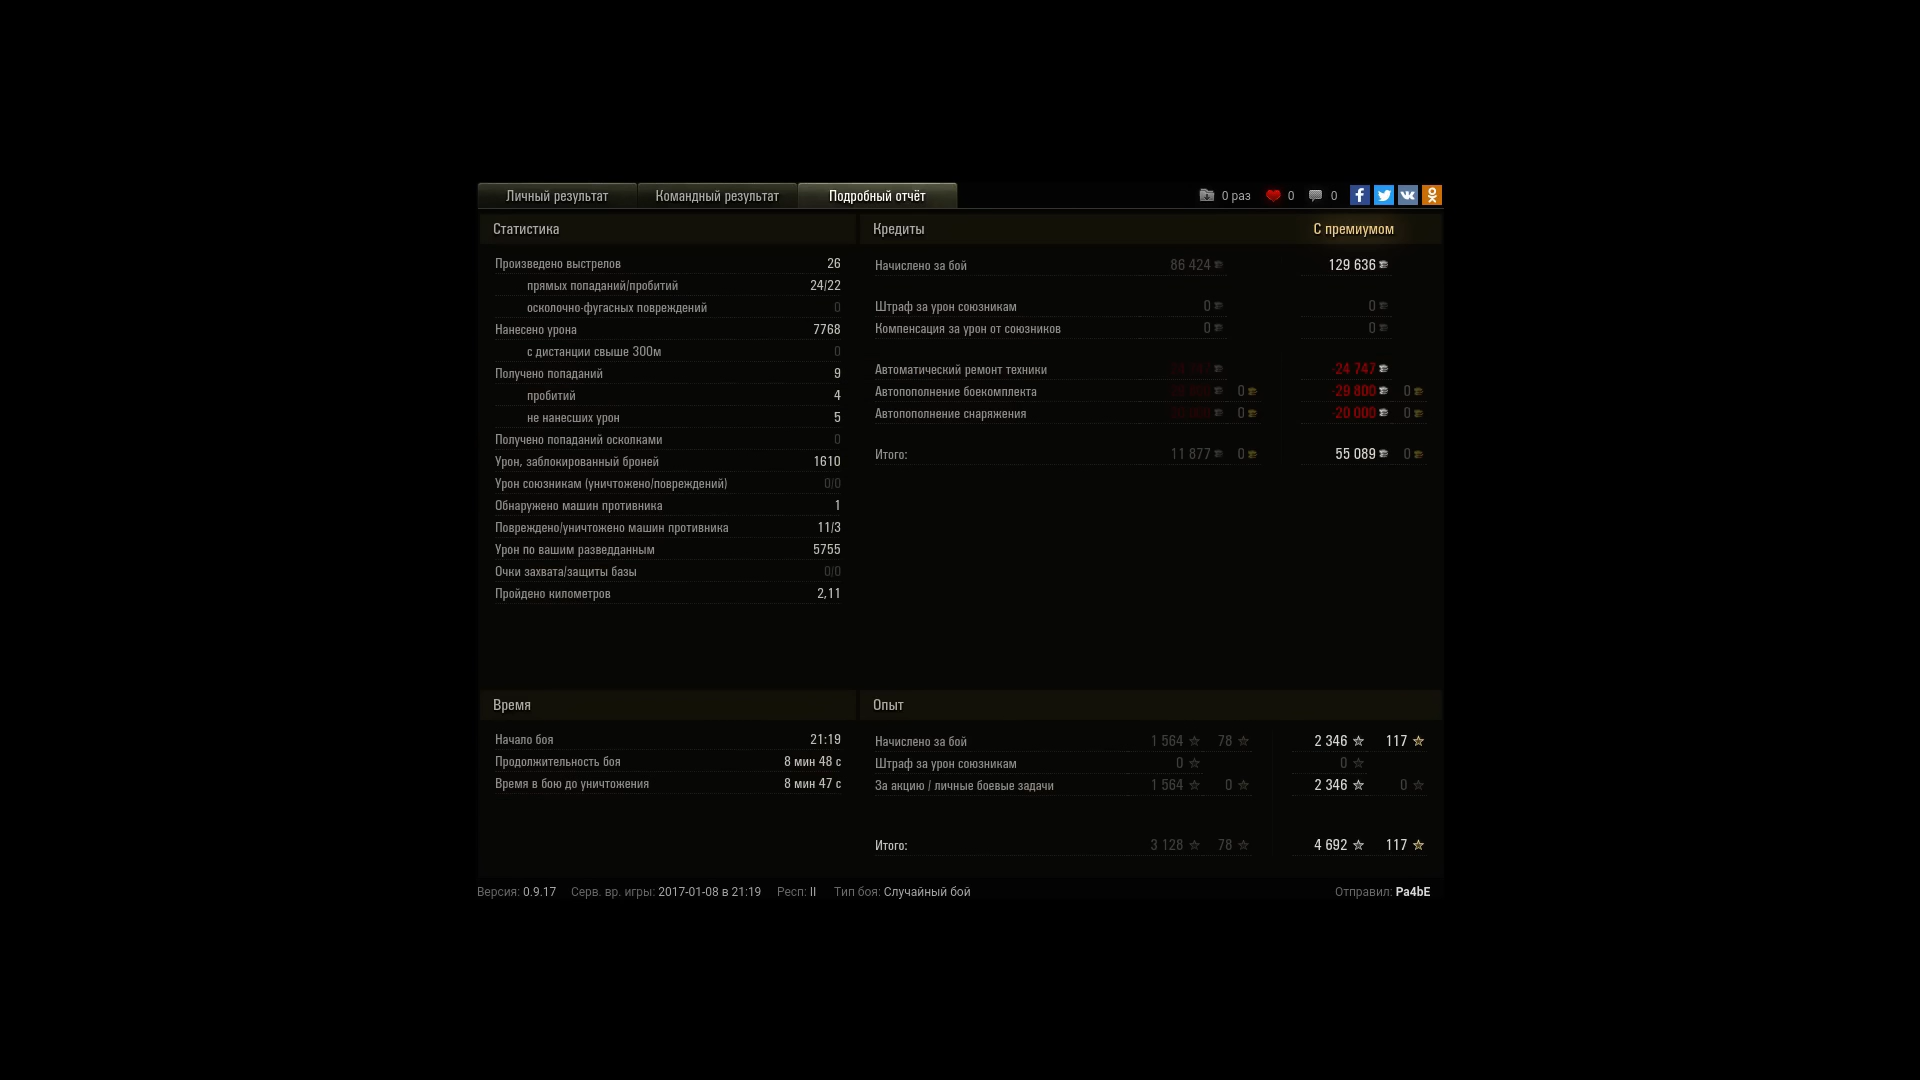 Личный результат Командный результат Подробный отчёт 0 раз 0 0
Статистика
Произведено выстрелов 26
прямых попаданий/пробитий 24/22
осколочно-фугасных повреждений 0
Нанесено урона 7768
с дистанции свыше 300м 0
Получено попаданий 9
пробитий 4
не нанесших урон 5
Получено попаданий осколками 0
Урон, заблокированный броней 1610
Урон союзникам (уничтожено/повреждений) 0/0
Обнаружено машин противника 1
Повреждено/уничтожено машин противника 11/3
Урон по вашим разведданным 5755
Очки захвата/защиты базы 0/0
Пройдено километров 2,11
Кредиты С премиумом
Начислено за бой 86 424 129 636
Штраф за урон союзникам 0 0
Компенсация за урон от союзников 0 0
Автоматический ремонт техники -24 747
Автопополнение боекомплекта 0 -29 800 0
Автопополнение снаряжения 0 -20 000 0
Итого: 11 877 0 55 089 0
Время
Начало боя 21:19
Продолжительность боя 8 мин 48 с
Время в бою до уничтожения 8 мин 47 с
Опыт
Начислено за бой 1 564 78 2 346 117
Штраф за урон союзникам 0 0
За акцию / личные боевые задачи 1 564 0 2 346 0
Итого: 3 128 78 4 692 117
Версия: 0.9.17 Серв. вр. игры: 2017-01-08 в 21:19 Респ: II Тип боя: Случайный бой Отправил: Pa4bE